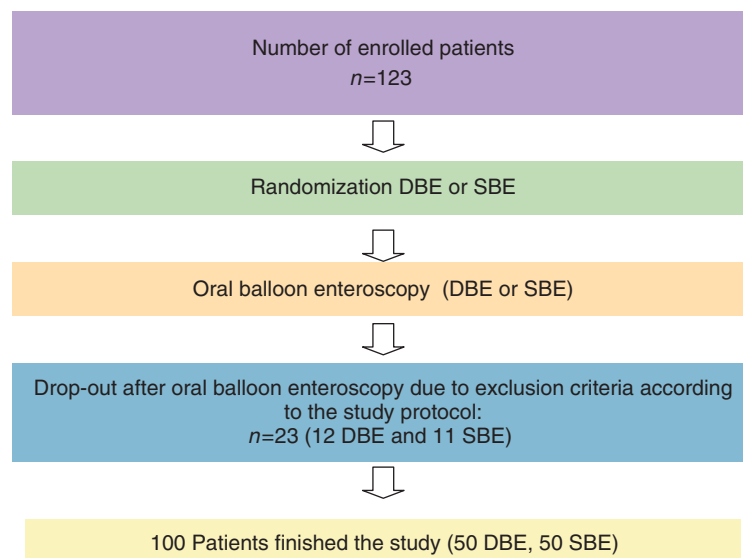 Number of enrolled patients
n=123
Randomization DBE or SBE
Oral balloon enteroscopy (DBE or SBE)
Drop-out after oral balloon enteroscopy due to exclusion criteria according
to the study protocol:
n=23 (12 DBE and 11 SBE)
100 Patients finished the study (50 DBE, 50 SBE)